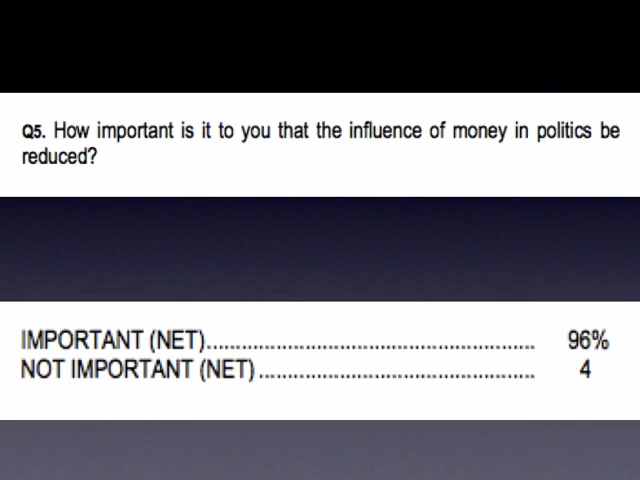 Q5. How important is it to you that the influence of money in politics be
reduced?
IMPORTANT (NET)........................................................ 96%
NOT IMPORTANT (NET)............................................... 4